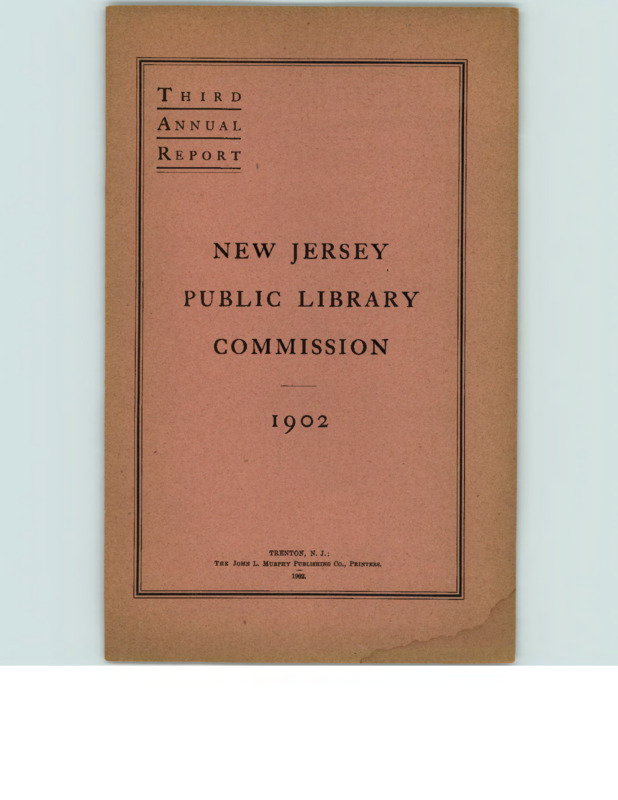 THIRD
ANNUAL
REPORT
NEW JERSEY
PUBLIC LIBRARY
COMMISSION
1902
TRENTON, N. J.:
THE JOHN L. MURPHY PUBLISHING CO., PRINTERS.
1902.